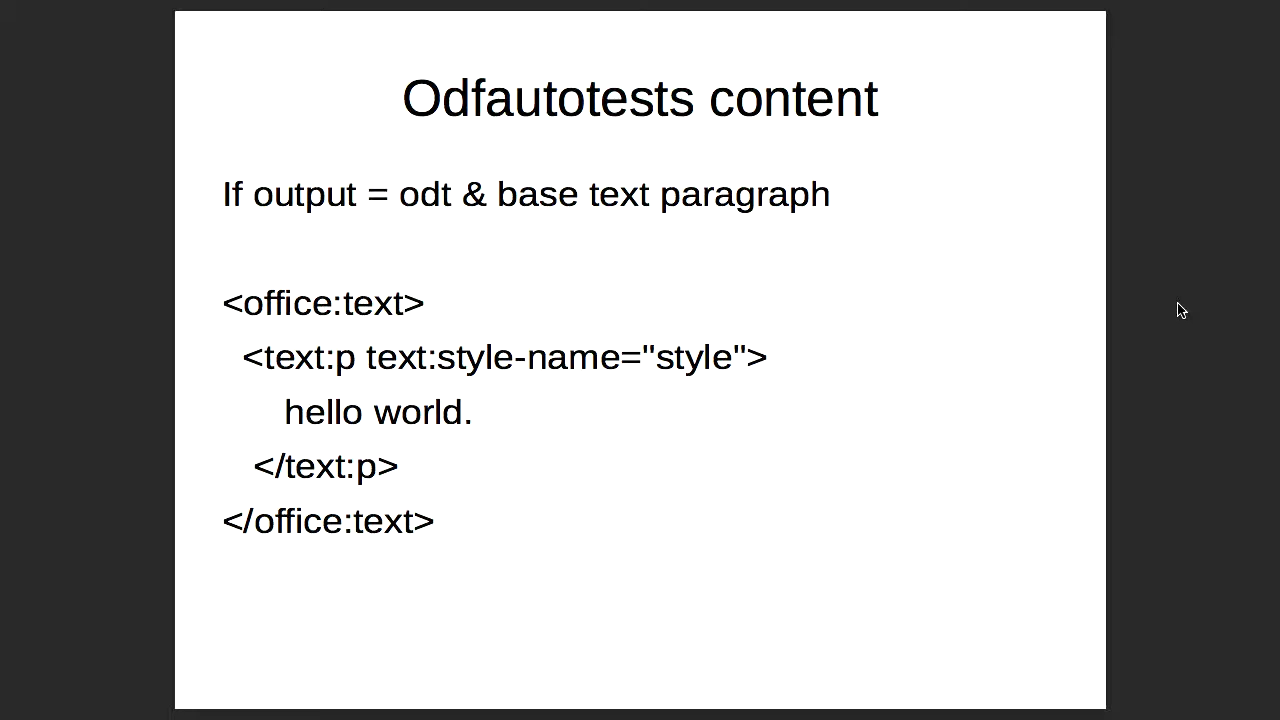 Odfautotests content
If output = odt & base text paragraph
<office:text>
<text:p text:style-name="style">
hello world.
</text:p>
</office:text>